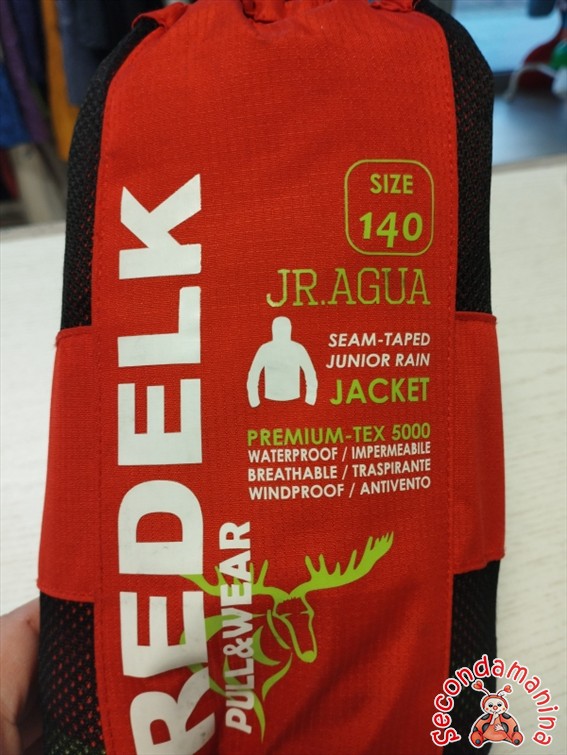 SIZE
140
JR.AGUA
SEAM-TAPED
JUNIOR RAIN
JACKET
PREMIUM-TEX 5000
WATERPROOF / IMPERMEABILE
BREATHABLE / TRASPIRANTE
WINDPROOF / ANTIVENTO
REDELK
PULL&WEAR
secondamanina